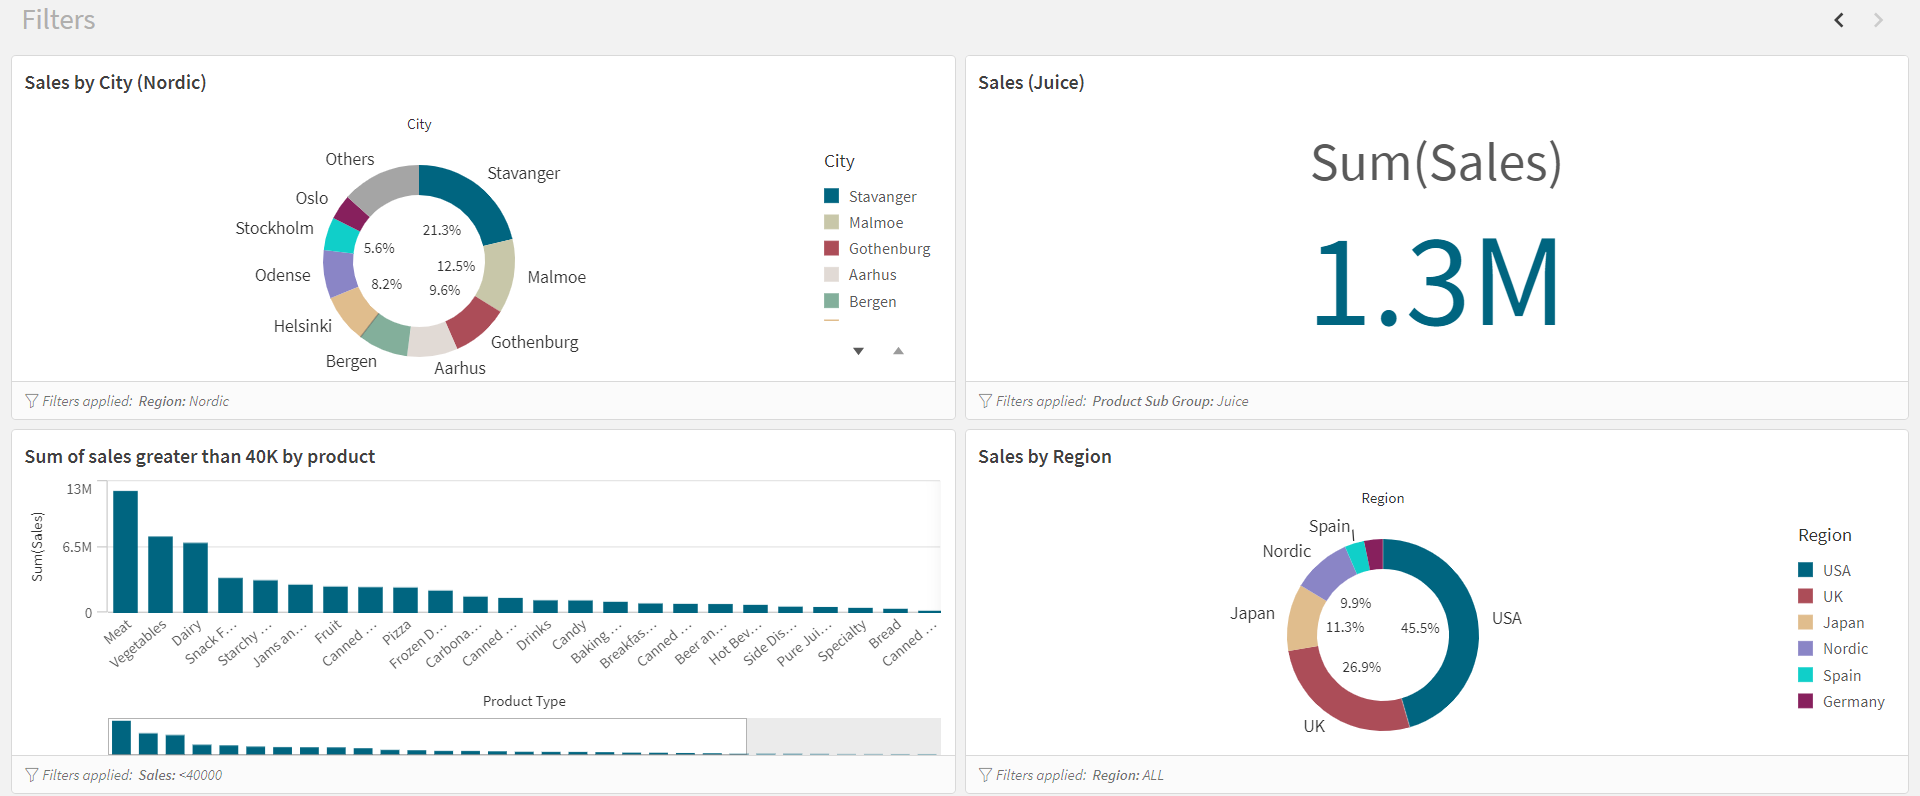 Filters
Sales by City (Nordic)
City
Others
Stavanger
Oslo
Stockholm
Odense
Helsinki
Bergen
Aarhus
Gothenburg
Malmoe
21.3%
12.5%
9.6%
8.2%
5.6%
City
Stavanger
Malmoe
Gothenburg
Aarhus
Bergen
Filters applied: Region: Nordic
Sales (Juice)
Sum(Sales)
1.3M
Filters applied: Product Sub Group: Juice
Sum of sales greater than 40K by product
Sum(Sales)
13M
6.5M
0
Meat
Vegetables
Dairy
Snack F...
Starchy ...
Jams an...
Fruit
Canned ...
Pizza
Frozen D...
Carbona...
Canned ...
Drinks
Candy
Baking ...
Breakfas...
Canned ...
Beer an...
Hot Bev...
Side Dis...
Pure Jui...
Specialty
Bread
Canned ...
Product Type
Filters applied: Sales: <40000
Sales by Region
Region
Spain
Nordic
Japan
UK
USA
9.9%
11.3%
45.5%
26.9%
Region
USA
UK
Japan
Nordic
Spain
Germany
Filters applied: Region: ALL